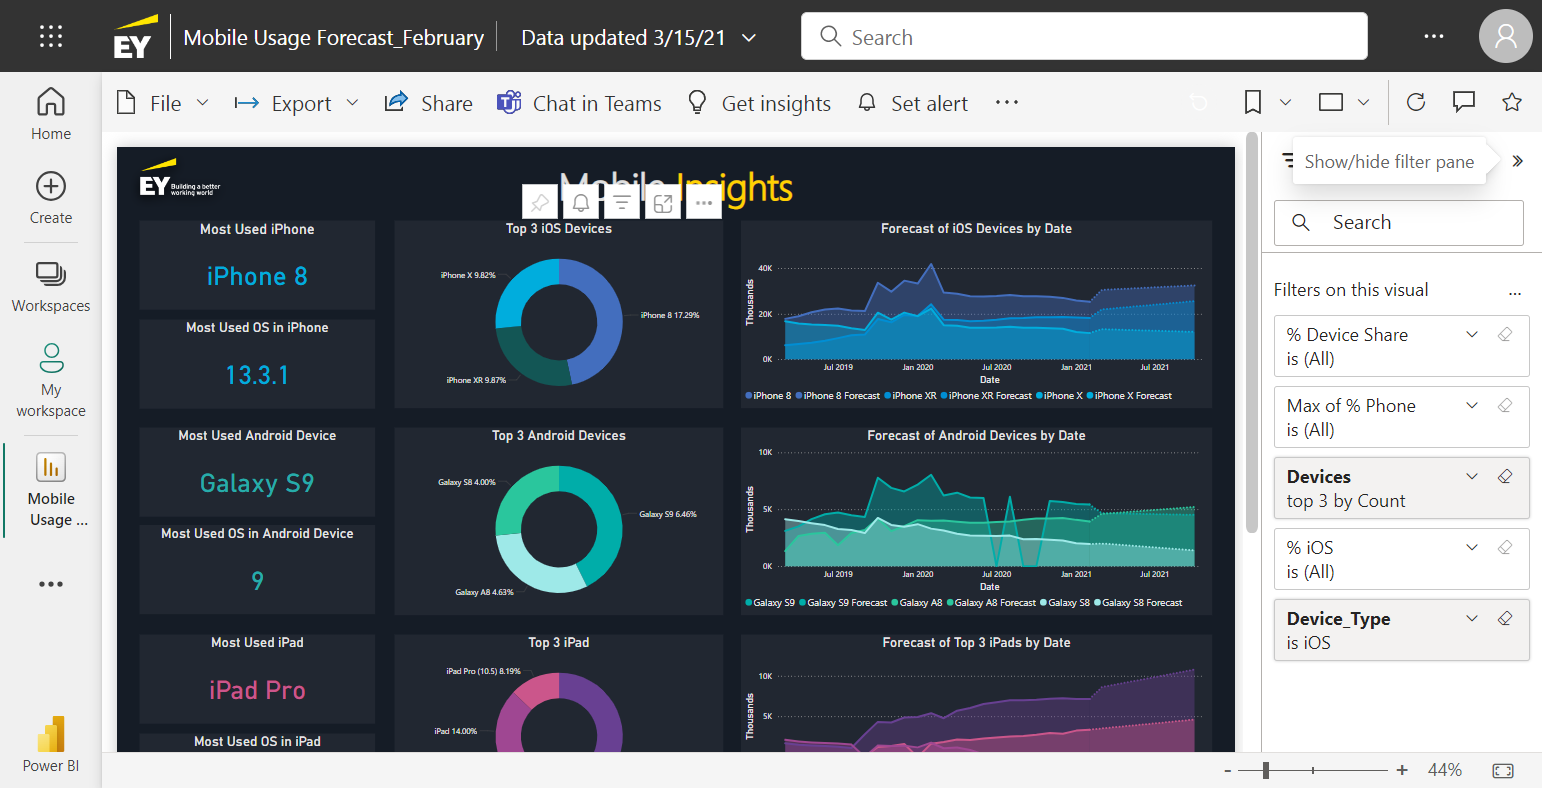 EY
Mobile Usage Forecast_February
Data updated 3/15/21
Search
File
Export
Share
Chat in Teams
Get insights
Set alert
Home
Create
Workspaces
My
workspace
Mobile
Usage ...
Power BI
EY Building a better
working world
Mobile Insights
Most Used iPhone
iPhone 8
Most Used OS in iPhone
13.3.1
Top 3 iOS Devices
iPhone X 9.82%
iPhone 8 17.29%
iPhone XR 9.87%
Forecast of iOS Devices by Date
Thousands
40K
20K
0K
Jul 2019
Jan 2020
Jul 2020
Jan 2021
Jul 2021
Date
iPhone 8
iPhone 8 Forecast
iPhone XR
iPhone XR Forecast
iPhone X
iPhone X Forecast
Most Used Android Device
Galaxy S9
Most Used OS in Android Device
9
Top 3 Android Devices
Galaxy S8 4.00%
Galaxy S9 6.46%
Galaxy A8 4.63%
Forecast of Android Devices by Date
Thousands
10K
5K
0K
Jul 2019
Jan 2020
Jul 2020
Jan 2021
Jul 2021
Date
Galaxy S9
Galaxy S9 Forecast
Galaxy A8
Galaxy A8 Forecast
Galaxy S8
Galaxy S8 Forecast
Most Used iPad
iPad Pro
Most Used OS in iPad
Top 3 iPad
iPad Pro (10.5) 8.19%
iPad 14.00%
Forecast of Top 3 iPads by Date
Thousands
10K
5K
Show/hide filter pane
Search
Filters on this visual
...
% Device Share
is (All)
Max of % Phone
is (All)
Devices
top 3 by Count
% iOS
is (All)
Device_Type
is iOS
- + 44%